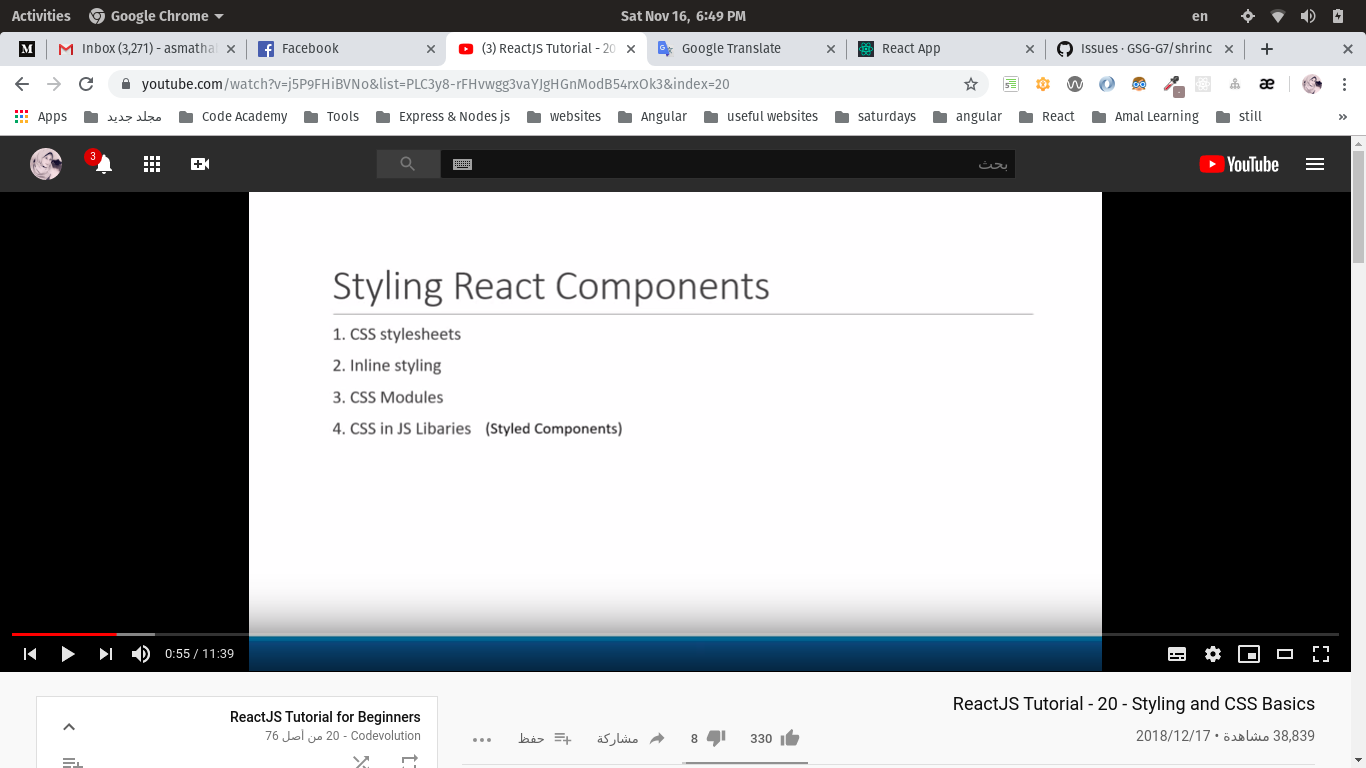 Activities Google Chrome Sat Nov 16, 6:49 PM en
M Inbox (3,271) - asmathal Facebook (3) ReactJS Tutorial - 20 Google Translate React App Issues · GSG-G7/shrinc
youtube.com/watch?v=j5P9FHiBVNo&list=PLC3y8-rFHvwgg3vaYJgHGnModB54rxOk3&index=20
Apps مجلد جديد Code Academy Tools Express & Nodes js websites Angular useful websites saturdays angular React Amal Learning still »
3 بحث YouTube
Styling React Components
1. CSS stylesheets
2. Inline styling
3. CSS Modules
4. CSS in JS Libaries (Styled Components)
0:55 / 11:39
ReactJS Tutorial - 20 - Styling and CSS Basics
38,839 مشاهدة • 2018/12/17
330 8 مشاركة حفظ
ReactJS Tutorial for Beginners
Codevolution - 20 من أصل 76